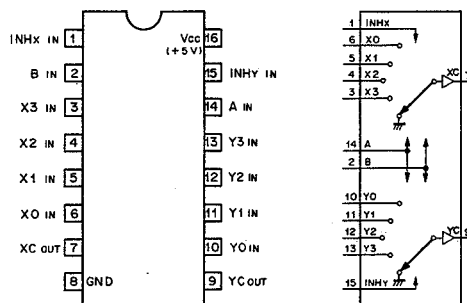 INHX IN 1
B IN 2
X3 IN 3
X2 IN 4
X1 IN 5
X0 IN 6
XC OUT 7
8 GND
Vcc 16
(+5V)
15 INHY IN
14 A IN
13 Y3 IN
12 Y2 IN
11 Y1 IN
10 Y0 IN
9 YC OUT
1 INHX
6 X0
5 X1
4 X2
3 X3
XC
14 A
2 B
10 Y0
11 Y1
12 Y2
13 Y3
YC
15 INHY